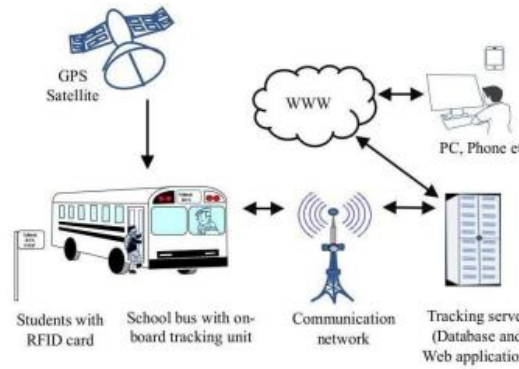 GPS
Satellite
WWW
PC, Phone et
Students with
RFID card
School bus with on-
board tracking unit
Communication
network
Tracking serve
(Database and
Web application